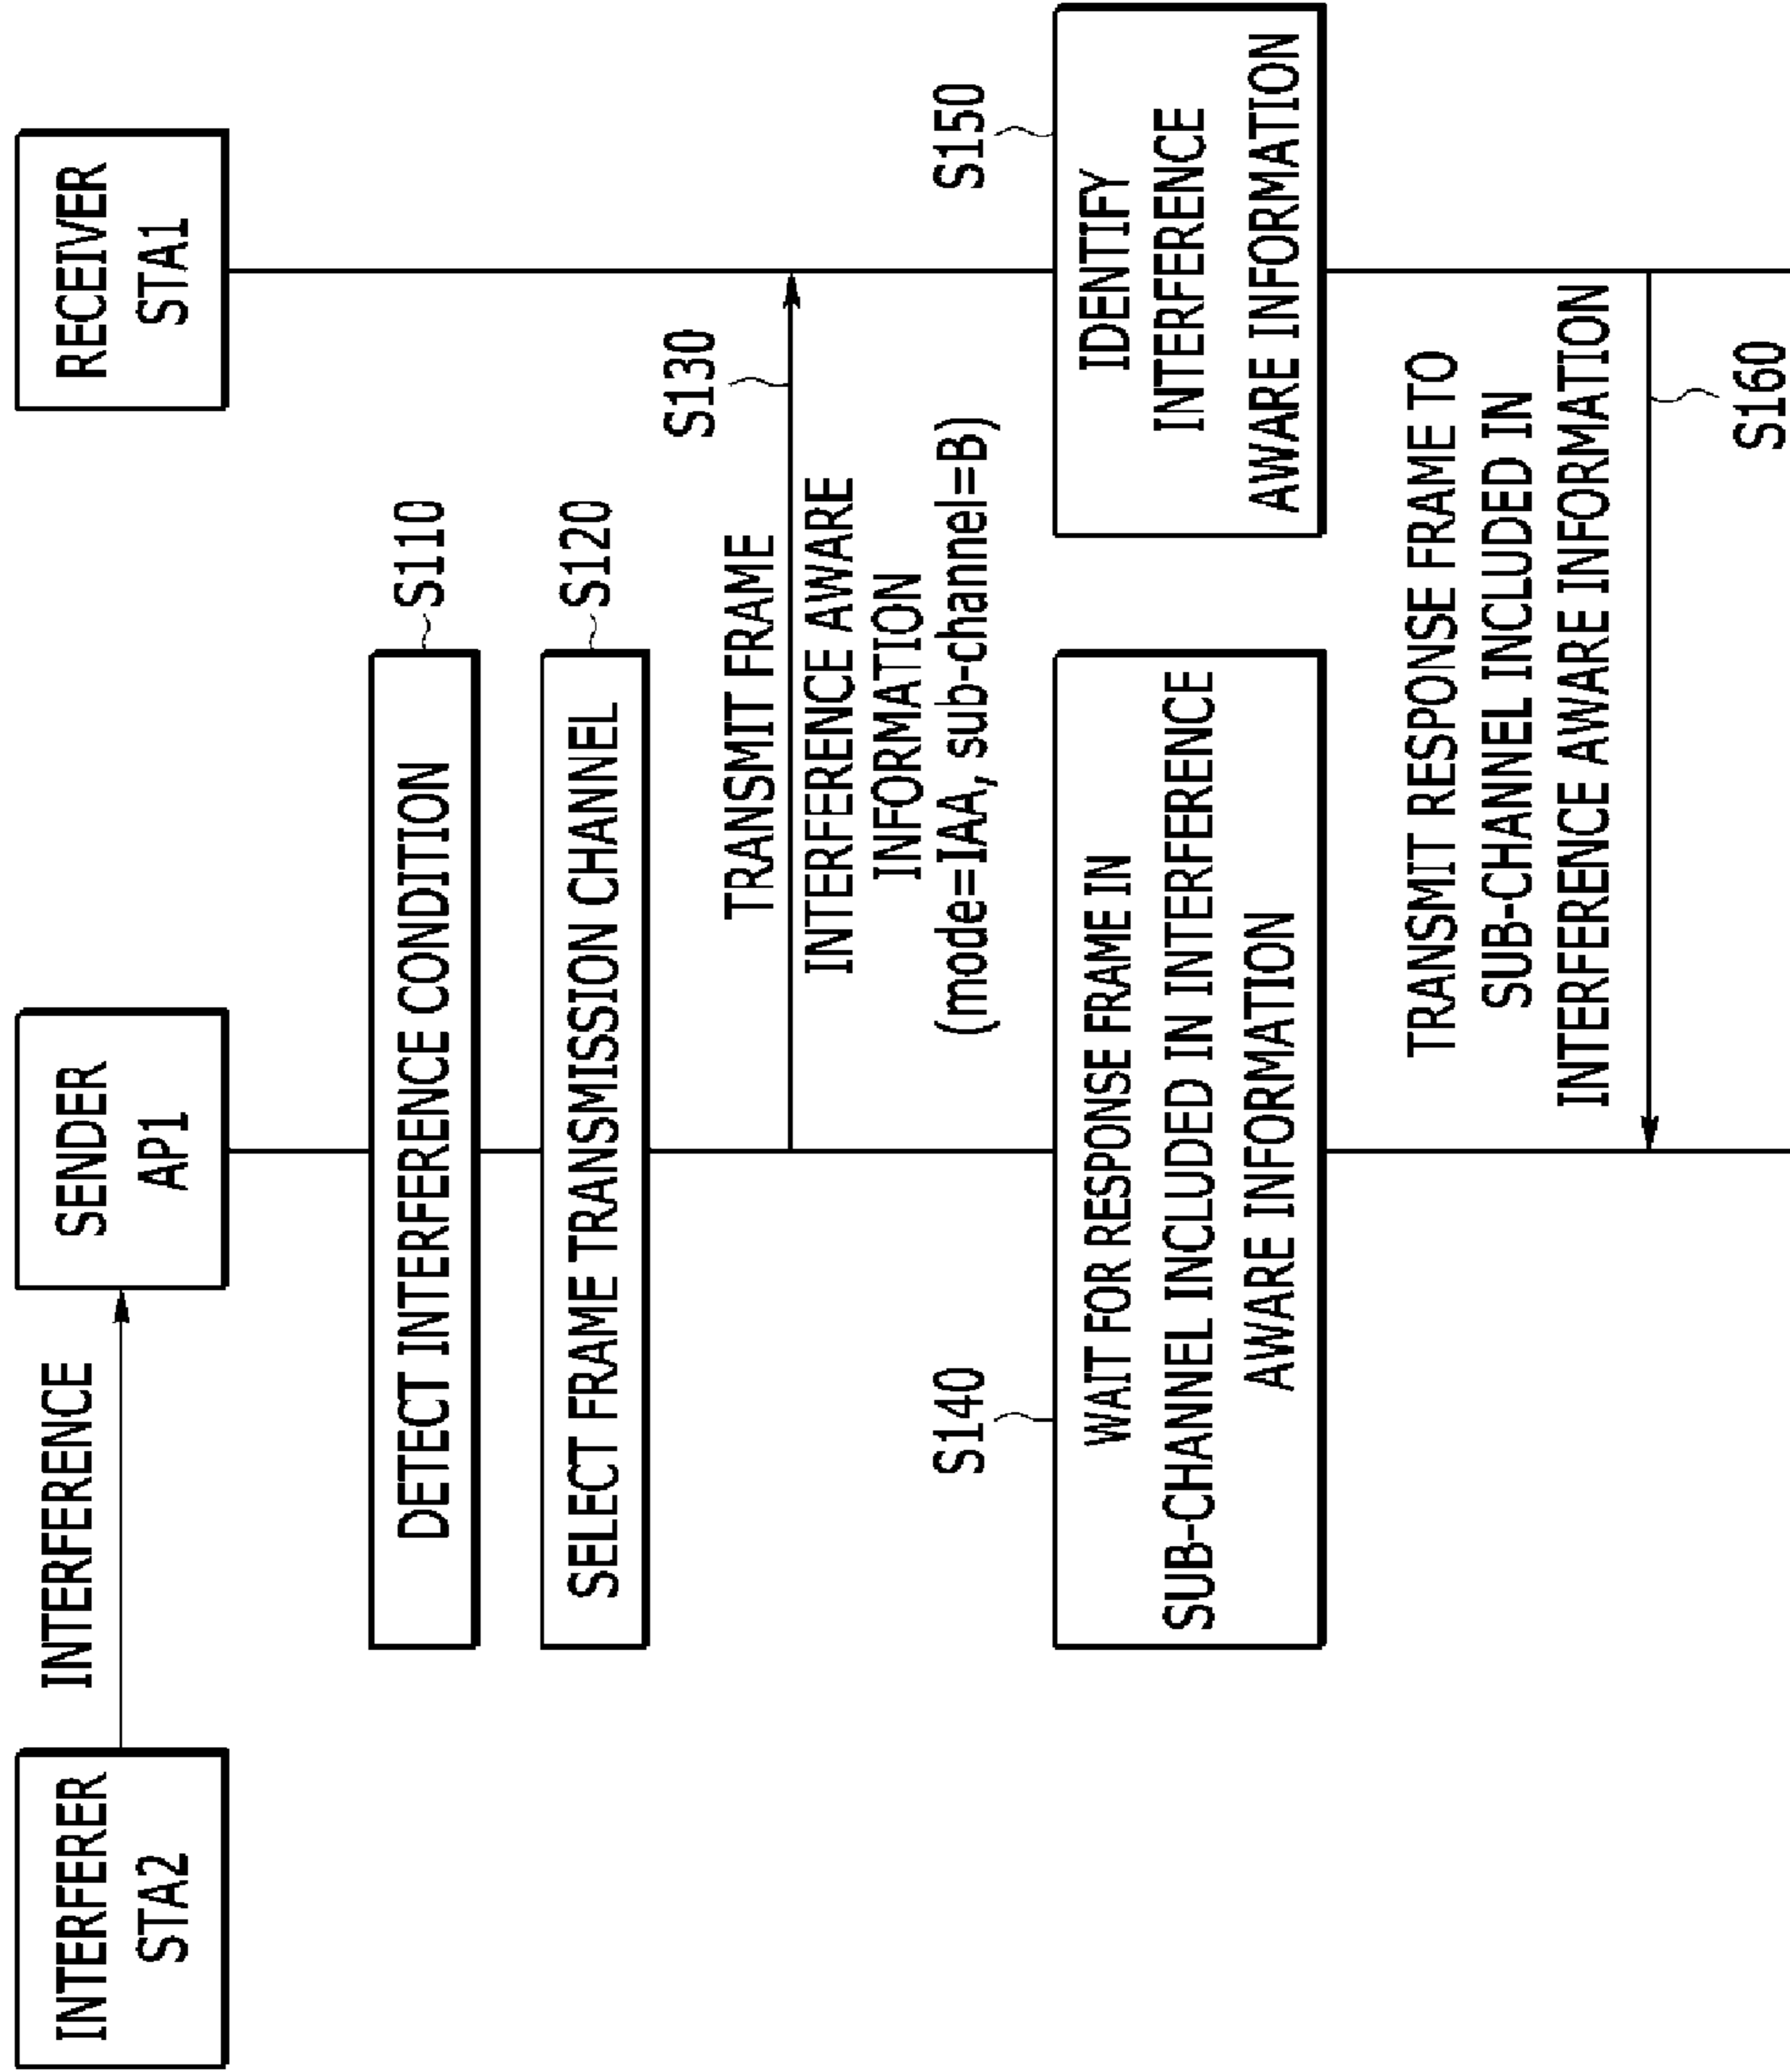 INTERFERER
STA2
INTERFERENCE
SENDER
AP1
RECEIVER
STA1
DETECT INTERFERENCE CONDITION
S110
SELECT FRAME TRANSMISSION CHANNEL
S120
S130
TRANSMIT FRAME
INTERFERENCE AWARE
INFORMATION
(mode=IAA, sub-channel=B)
S140
WAIT FOR RESPONSE FRAME IN
SUB-CHANNEL INCLUDED IN INTERFERENCE
AWARE INFORMATION
S150
IDENTIFY
INTERFERENCE
AWARE INFORMATION
TRANSMIT RESPONSE FRAME TO
SUB-CHANNEL INCLUDED IN
INTERFERENCE AWARE INFORMATION
S160